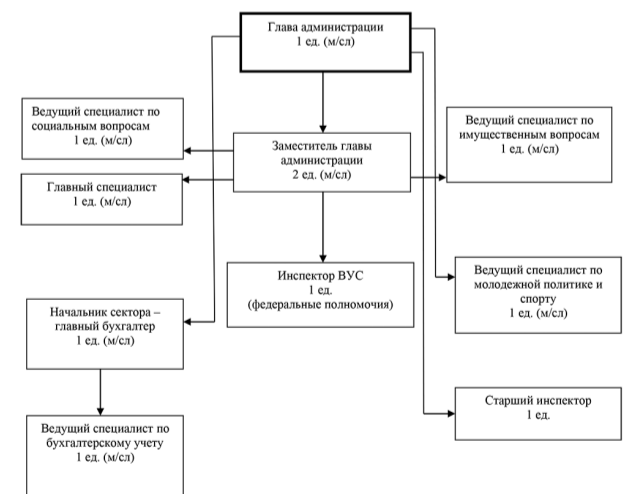 Глава администрации
1 ед. (м/сл)
Ведущий специалист по
социальным вопросам
1 ед. (м/сл)
Заместитель главы
администрации
2 ед. (м/сл)
Ведущий специалист по
имущественным вопросам
1 ед. (м/сл)
Главный специалист
1 ед. (м/сл)
Инспектор ВУС
1 ед.
(федеральные полномочия)
Ведущий специалист по
молодежной политике и
спорту
1 ед. (м/сл)
Начальник сектора –
главный бухгалтер
1 ед. (м/сл)
Старший инспектор
1 ед.
Ведущий специалист по
бухгалтерскому учету
1 ед. (м/сл)